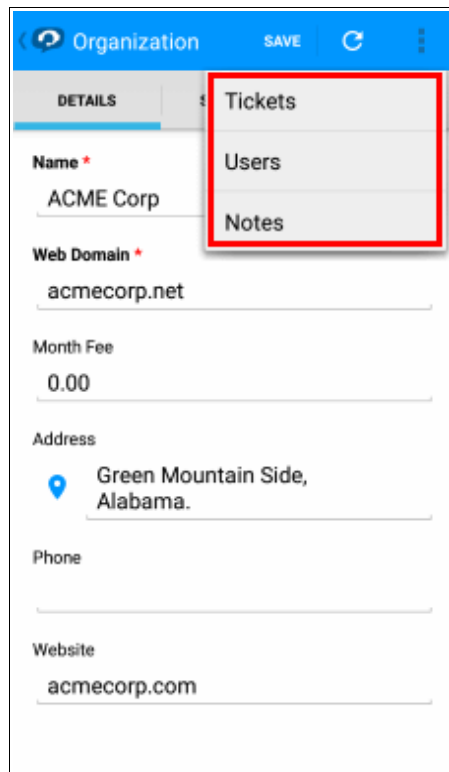 Organization SAVE
DETAILS
Tickets
Users
Notes
Name *
ACME Corp
Web Domain *
acmecorp.net
Month Fee
0.00
Address
Green Mountain Side,
Alabama.
Phone
Website
acmecorp.com